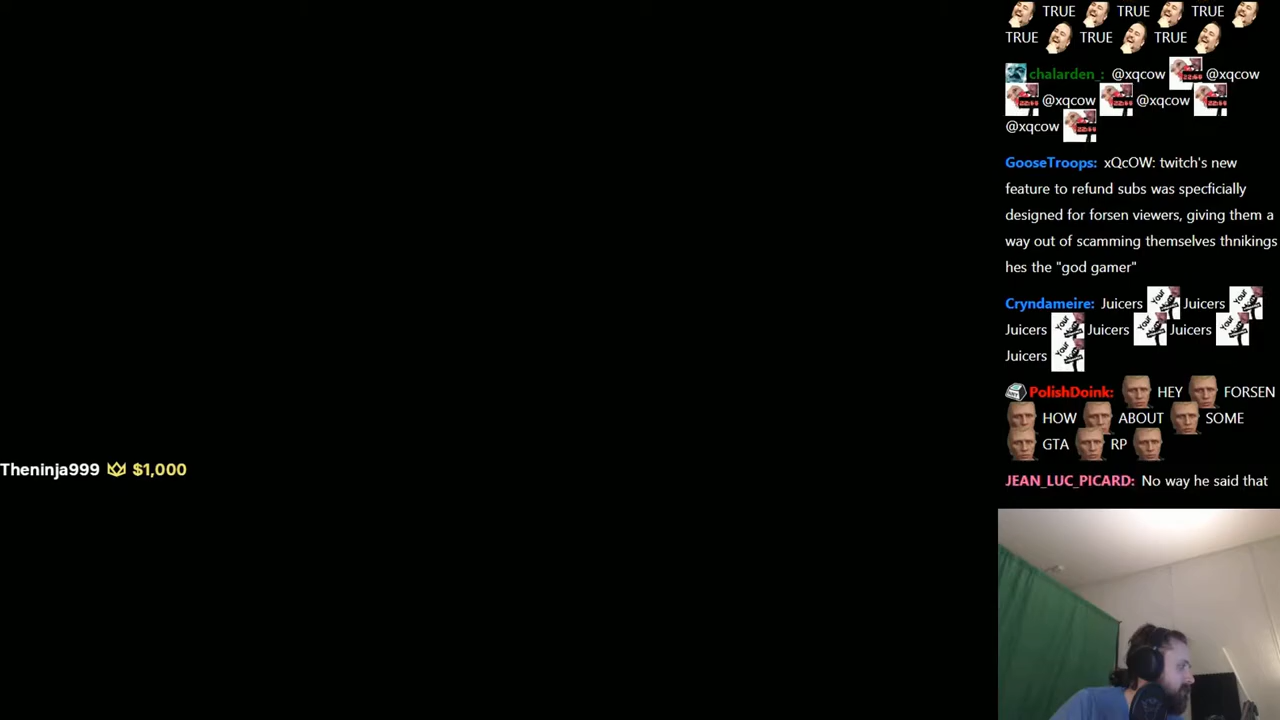 TRUE TRUE TRUE
TRUE TRUE TRUE
chalarden_: @xqcow @xqcow
@xqcow @xqcow
@xqcow
GooseTroops: xQcOW: twitch's new
feature to refund subs was specficially
designed for forsen viewers, giving them a
way out of scamming themselves thnikings
hes the "god gamer"
Cryndameire: Juicers Juicers
Juicers Juicers Juicers
Juicers
PolishDoink: HEY FORSEN
HOW ABOUT SOME
GTA RP
JEAN_LUC_PICARD: No way he said that
Theninja999 $1,000